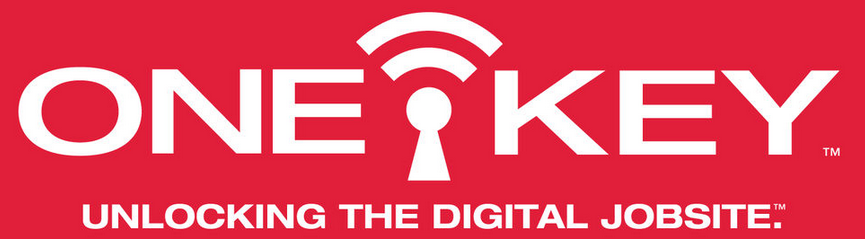 ONE KEY™
UNLOCKING THE DIGITAL JOBSITE.™